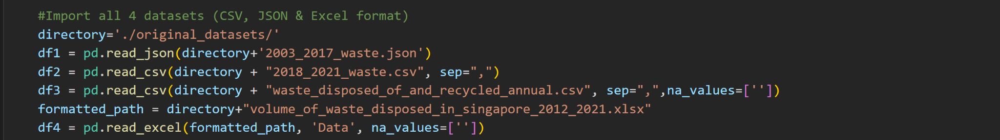 #Import all 4 datasets (CSV, JSON & Excel format)
directory='./original_datasets/'
df1 = pd.read_json(directory+'2003_2017_waste.json')
df2 = pd.read_csv(directory + "2018_2021_waste.csv", sep=",")
df3 = pd.read_csv(directory + "waste_disposed_of_and_recycled_annual.csv", sep=",",na_values=[''])
formatted_path = directory+"volume_of_waste_disposed_in_singapore_2012_2021.xlsx"
df4 = pd.read_excel(formatted_path, 'Data', na_values=[''])